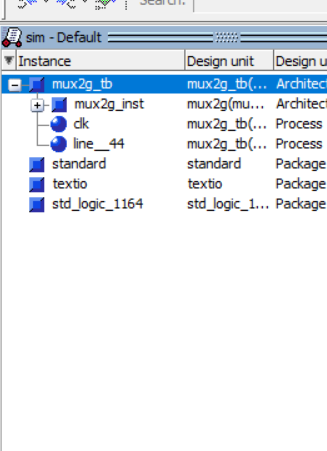 Search:
sim - Default
Instance Design unit Design u
mux2g_tb mux2g_tb(... Architect
mux2g_inst mux2g(mu... Architect
clk mux2g_tb(... Process
line__44 mux2g_tb(... Process
standard standard Package
textio textio Package
std_logic_1164 std_logic_1... Package